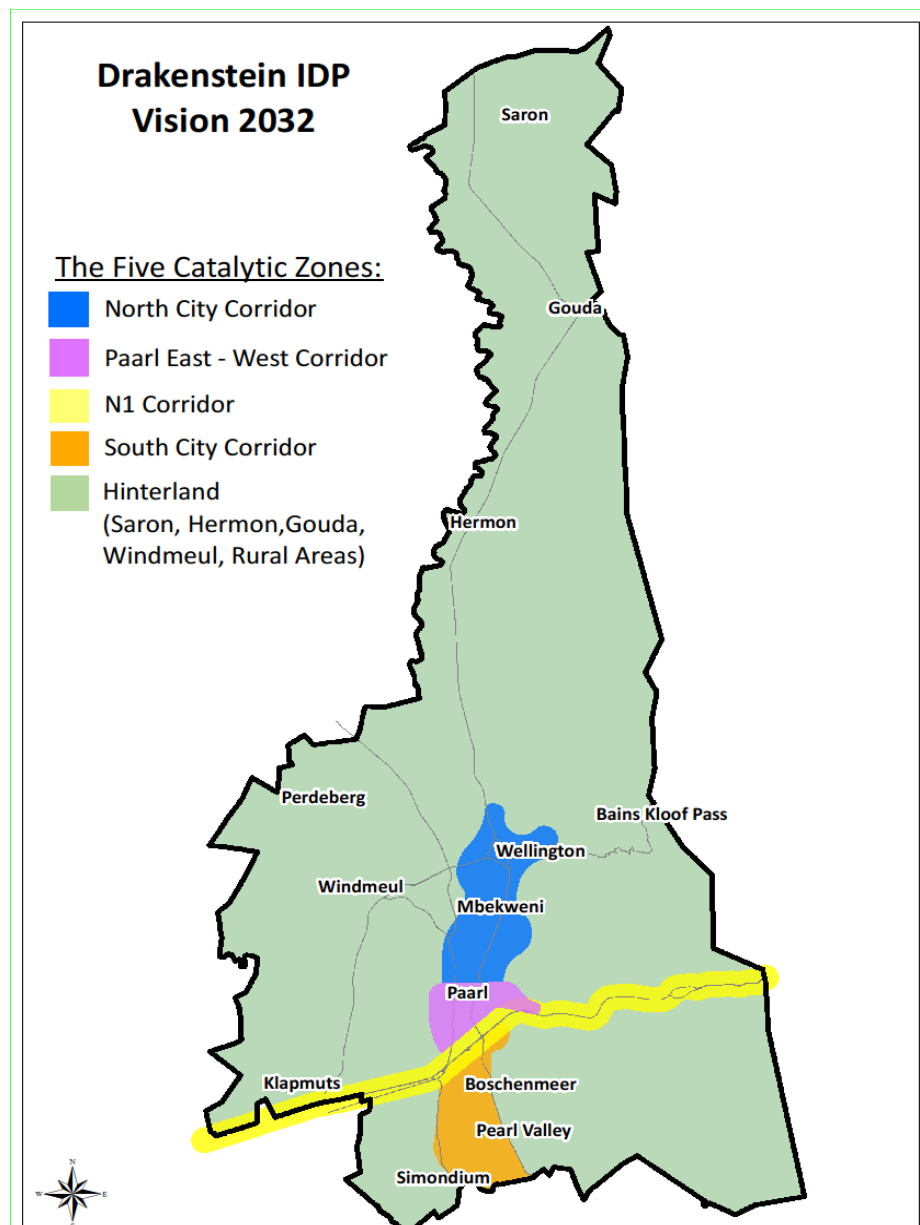 Drakenstein IDP
Vision 2032
The Five Catalytic Zones:
North City Corridor
Paarl East - West Corridor
N1 Corridor
South City Corridor
Hinterland
(Saron, Hermon,Gouda,
Windmeul, Rural Areas)
Saron
Gouda
Hermon
Perdeberg
Bains Kloof Pass
Wellington
Windmeul
Mbekweni
Paarl
Klapmuts
Boschenmeer
Pearl Valley
Simondium
N
W E
S